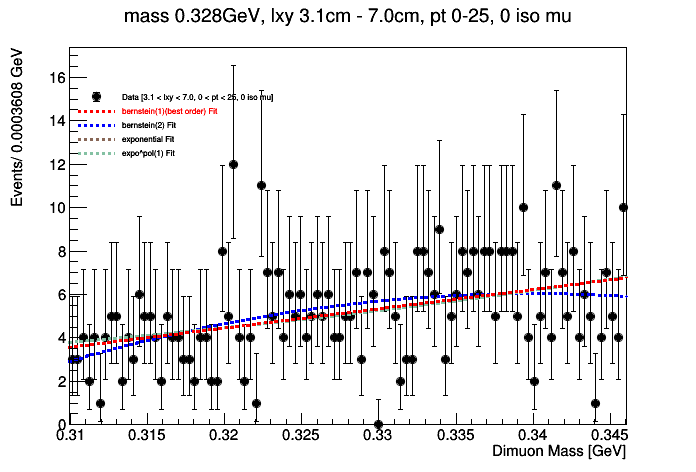 mass 0.328GeV, lxy 3.1cm - 7.0cm, pt 0-25, 0 iso mu
Events/ 0.0003608 GeV
16
14
12
10
8
6
4
2
0
Data [3.1 < lxy < 7.0, 0 < pt < 25, 0 iso mu]
bernstein(1)(best order) Fit
bernstein(2) Fit
exponential Fit
expo*pol(1) Fit
0.31 0.315 0.32 0.325 0.33 0.335 0.34 0.345
Dimuon Mass [GeV]